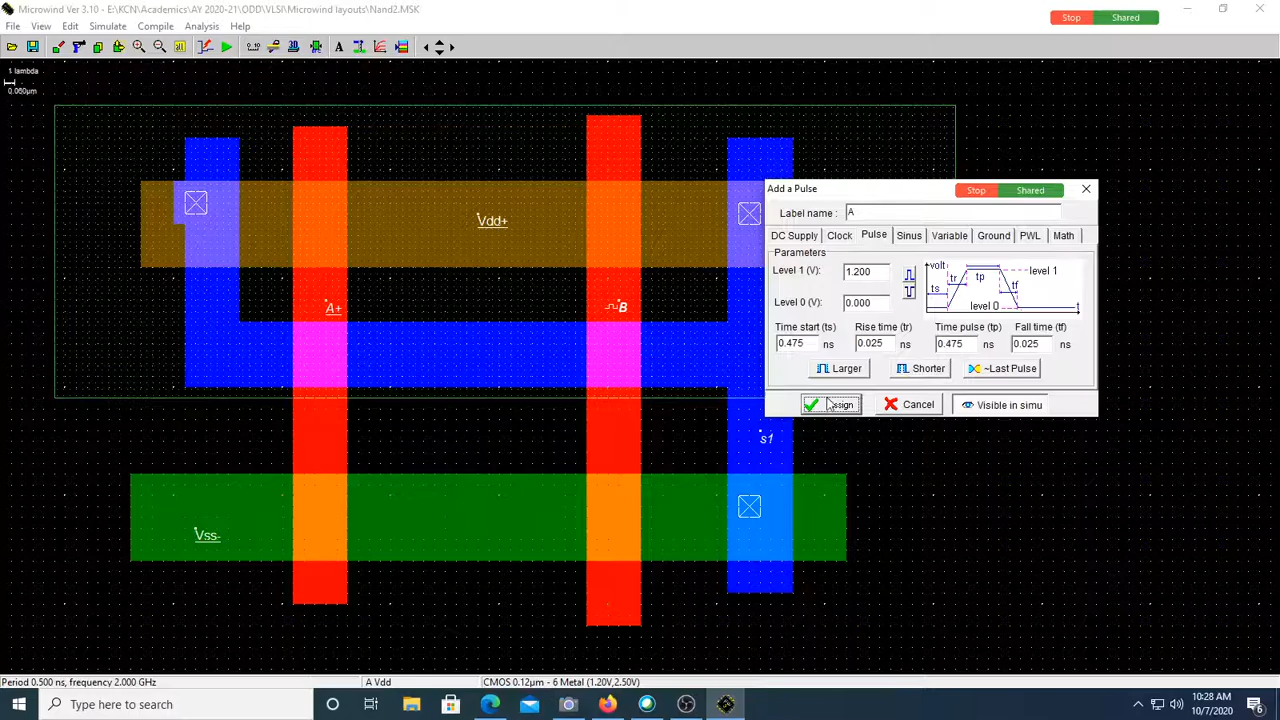 Microwind Ver 3.10 - E:\KCN\Academics\AY 2020-21\ODD\VLSI\Microwind layouts\Nand2.MSK
Stop Shared
File View Edit Simulate Compile Analysis Help
1 lambda
0.060µm
Vdd+
A+
B
s1
Vss-
Add a Pulse
Stop Shared
Label name : A
DC Supply Clock Pulse Sinus Variable Ground PWL Math
Parameters
Level 1 (V): 1.200
Level 0 (V): 0.000
volt
tr tp level 1
ts tf
level 0 t
Time start (ts) Rise time (tr) Time pulse (tp) Fall time (tf)
0.475 ns 0.025 ns 0.475 ns 0.025 ns
Larger Shorter ~Last Pulse
Cancel Visible in simu
Period 0.500 ns, frequency 2.000 GHz A Vdd CMOS 0.12µm - 6 Metal (1.20V,2.50V)
Type here to search
10:28 AM
10/7/2020
6